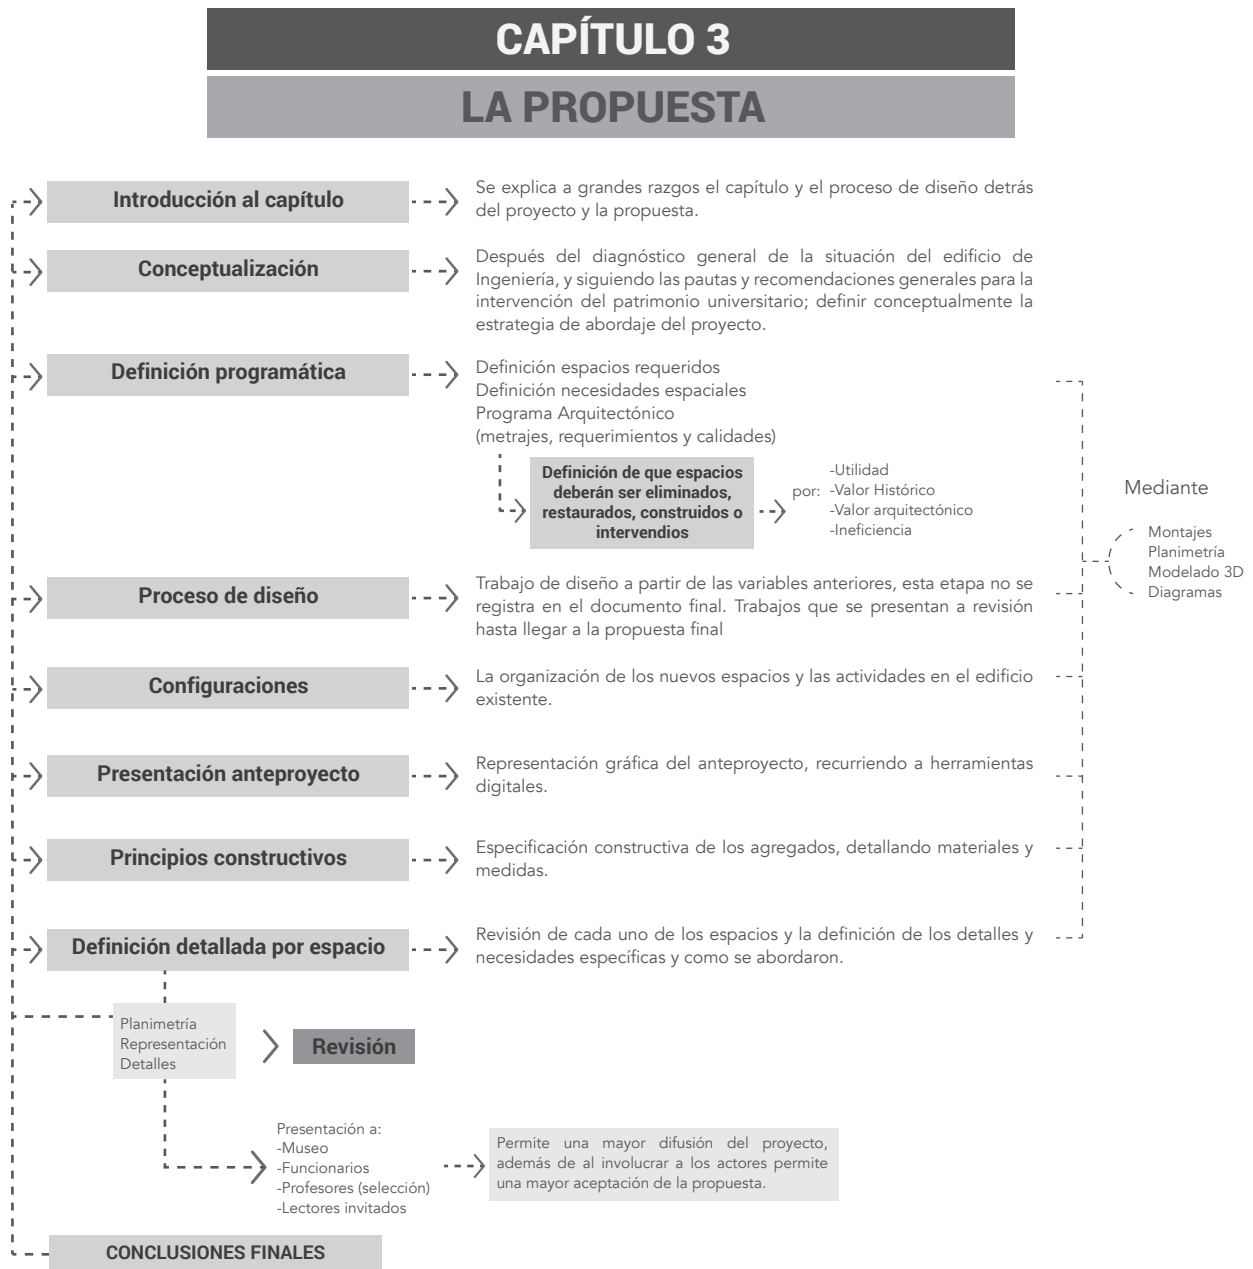 CAPÍTULO 3
LA PROPUESTA
Introducción al capítulo
Se explica a grandes razgos el capítulo y el proceso de diseño detrás
del proyecto y la propuesta.
Conceptualización
Después del diagnóstico general de la situación del edificio de
Ingeniería, y siguiendo las pautas y recomendaciones generales para la
intervención del patrimonio universitario; definir conceptualmente la
estrategia de abordaje del proyecto.
Definición programática
Definición espacios requeridos
Definición necesidades espaciales
Programa Arquitectónico
(metrajes, requerimientos y calidades)
Definición de que espacios
deberán ser eliminados,
restaurados, construidos o
intervendios
por:
-Utilidad
-Valor Histórico
-Valor arquitectónico
-Ineficiencia
Mediante
Montajes
Planimetría
Modelado 3D
Diagramas
Proceso de diseño
Trabajo de diseño a partir de las variables anteriores, esta etapa no se
registra en el documento final. Trabajos que se presentan a revisión
hasta llegar a la propuesta final
Configuraciones
La organización de los nuevos espacios y las actividades en el edificio
existente.
Presentación anteproyecto
Representación gráfica del anteproyecto, recurriendo a herramientas
digitales.
Principios constructivos
Especificación constructiva de los agregados, detallando materiales y
medidas.
Definición detallada por espacio
Revisión de cada uno de los espacios y la definición de los detalles y
necesidades específicas y como se abordaron.
Planimetría
Representación
Detalles
Revisión
Presentación a:
-Museo
-Funcionarios
-Profesores (selección)
-Lectores invitados
Permite una mayor difusión del proyecto,
además de al involucrar a los actores permite
una mayor aceptación de la propuesta.
CONCLUSIONES FINALES